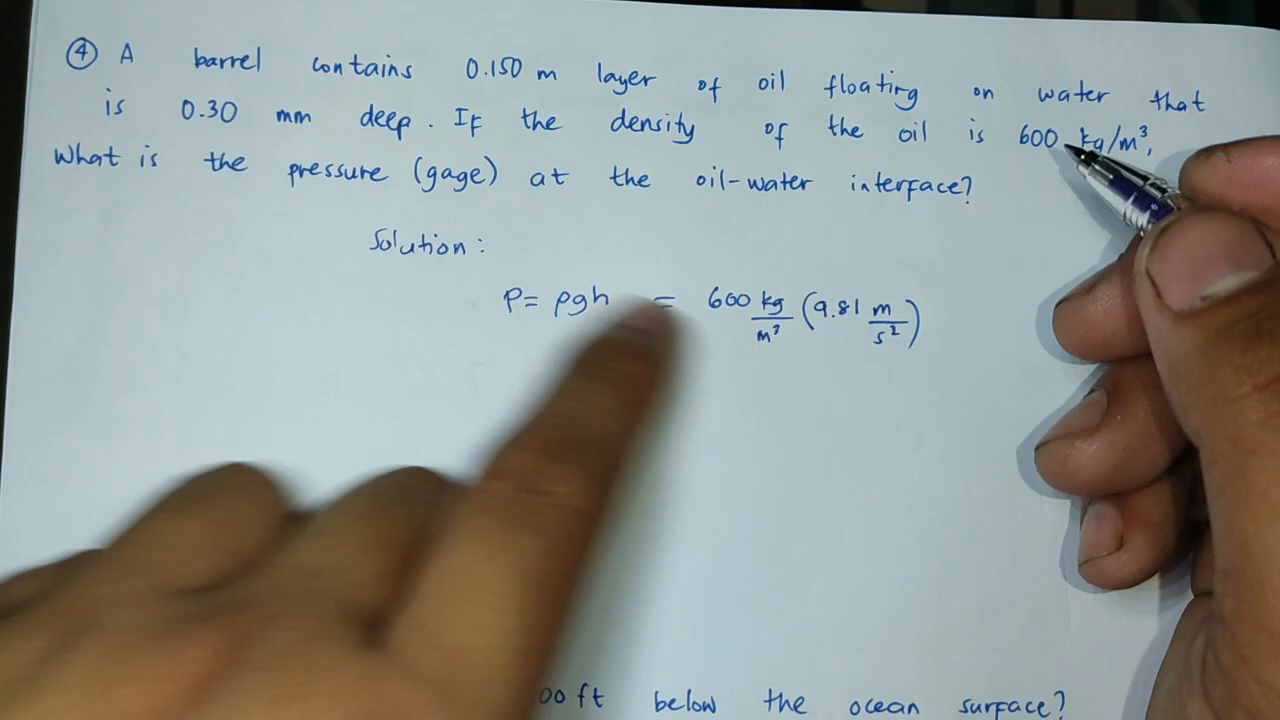 ④ A barrel contains 0.150 m layer of oil floating on water that
is 0.30 mm deep. If the density of the oil is 600 kg/m³,
What is the pressure (gage) at the oil-water interface?
Solution:
P = ρgh = 600 kg/m³ (9.81 m/s²)
00 ft below the ocean surface?